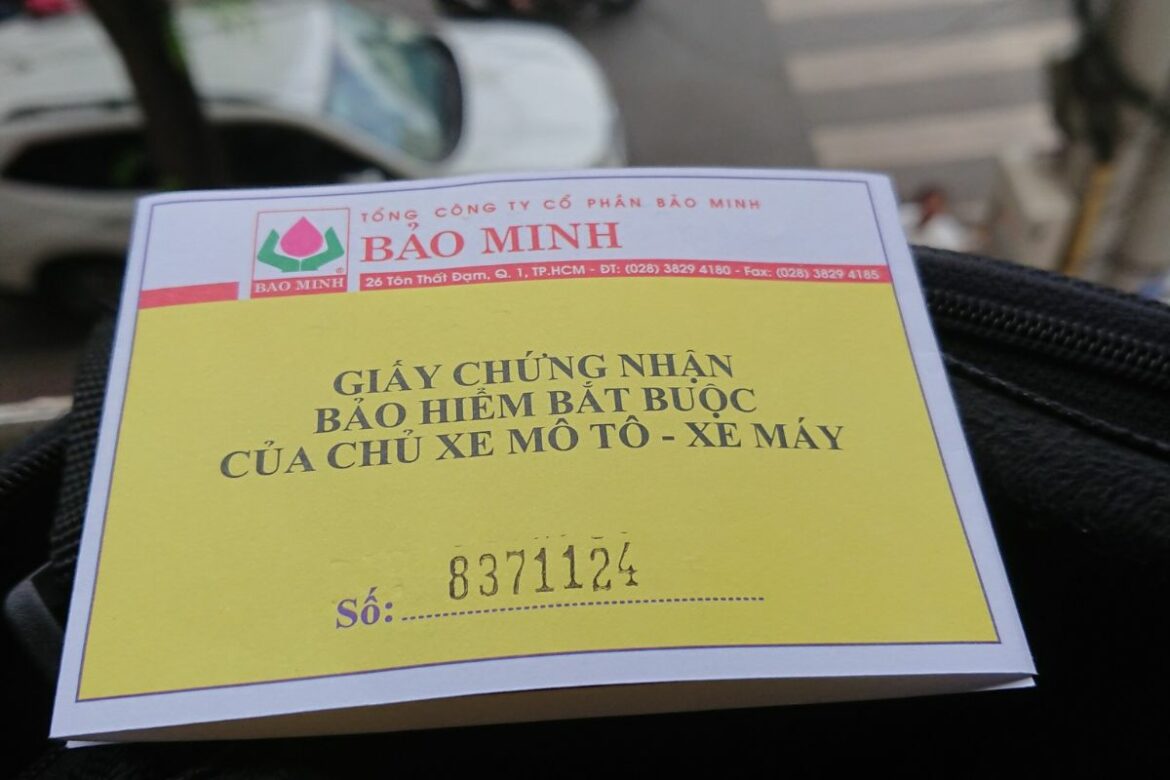 TỔNG CÔNG TY CỔ PHẦN BẢO MINH
BẢO MINH
BAO MINH
26 Tôn Thất Đạm, Q. 1, TP.HCM - ĐT: (028) 3829 4180 - Fax: (028) 3829 4185
GIẤY CHỨNG NHẬN
BẢO HIỂM BẮT BUỘC
CỦA CHỦ XE MÔ TÔ - XE MÁY
Số: 8371124